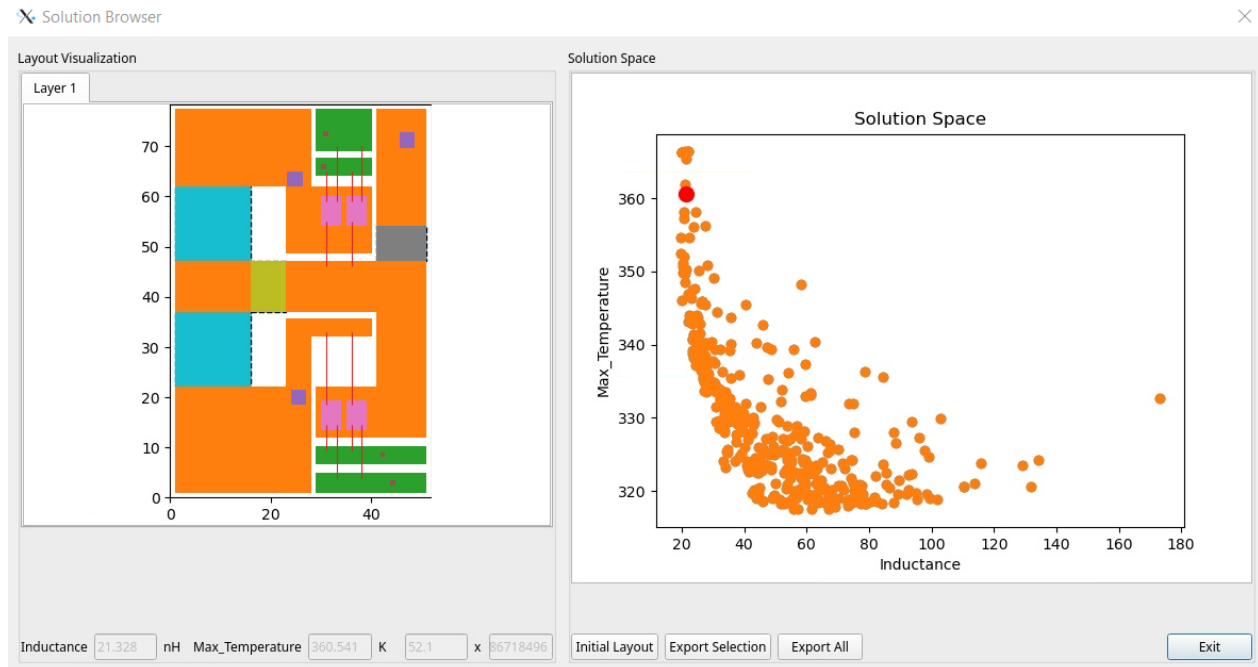 Solution Browser
Layout Visualization
Layer 1
70
60
50
40
30
20
10
0
0 20 40
Inductance 21.328 nH Max_Temperature 360.541 K 52.1 x 86718496
Solution Space
Solution Space
Max_Temperature
360
350
340
330
320
20 40 60 80 100 120 140 160 180
Inductance
Initial Layout Export Selection Export All Exit